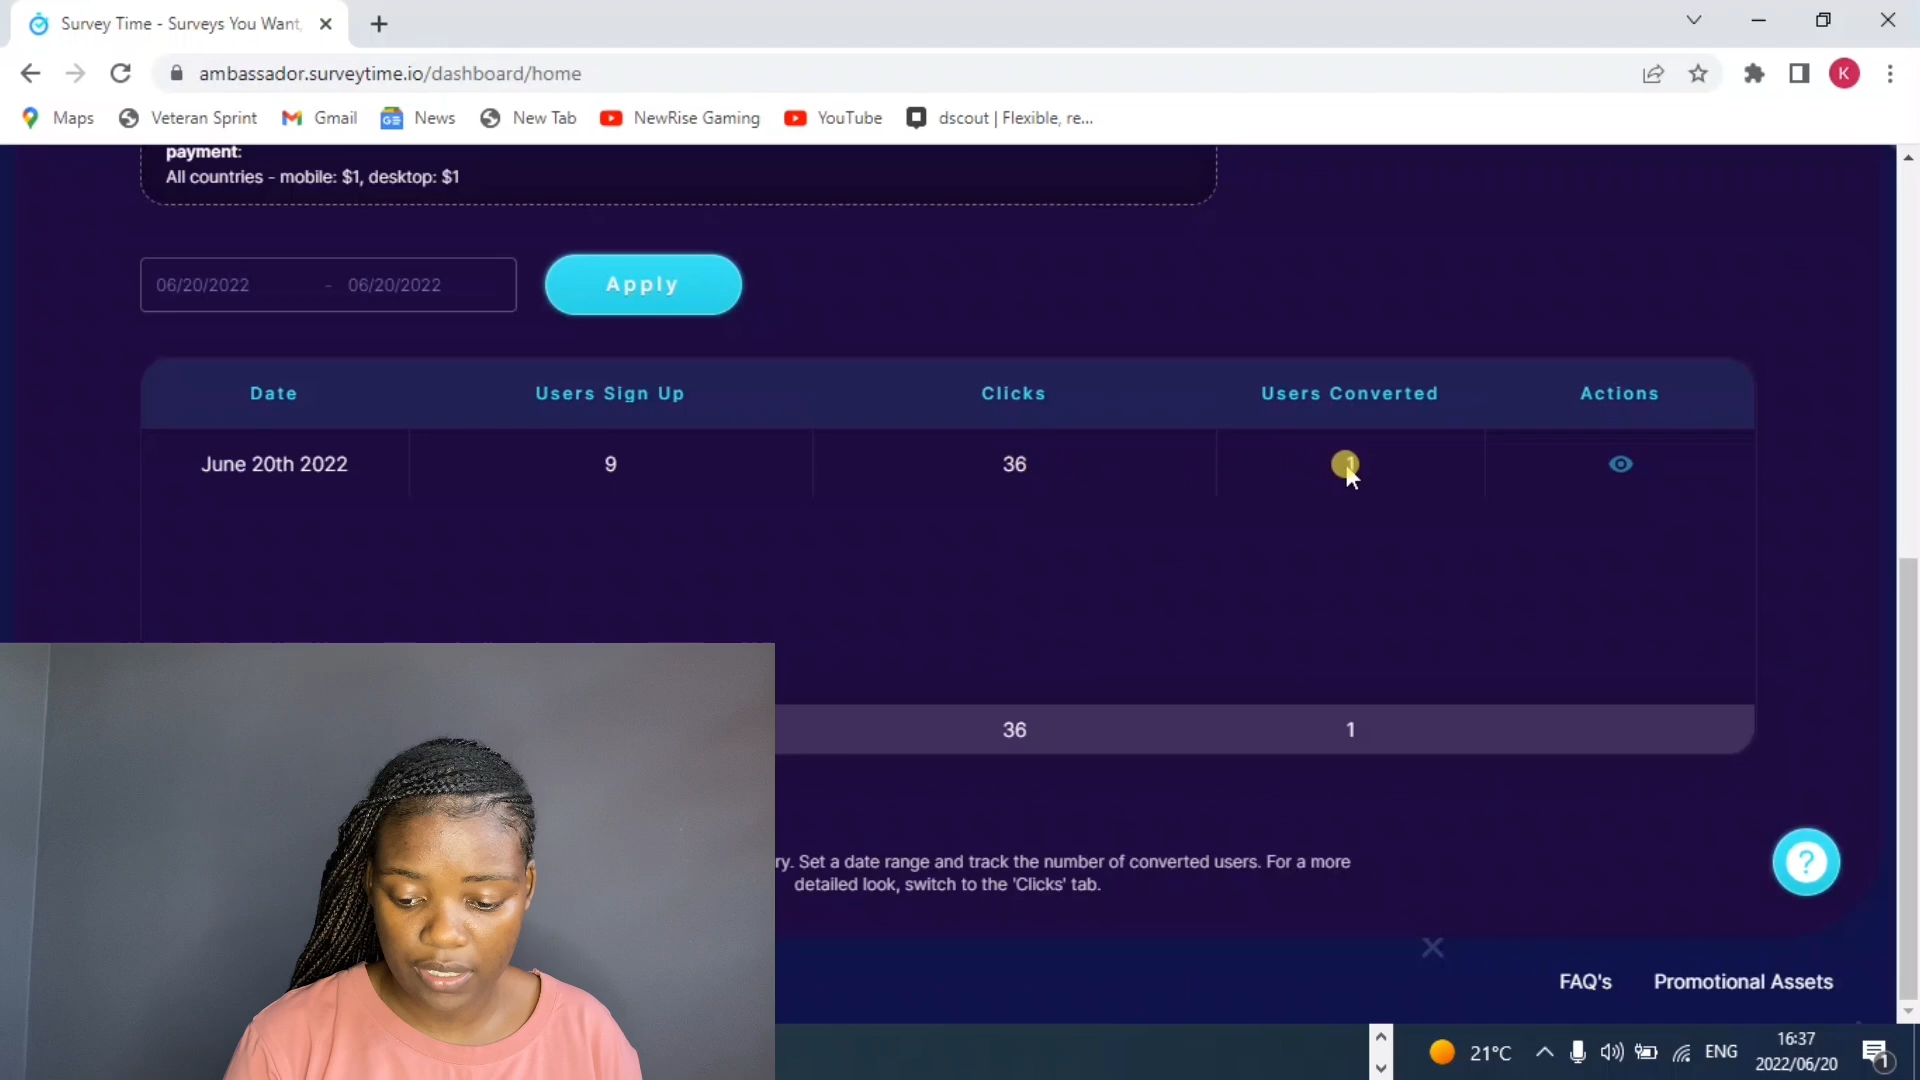 Survey Time - Surveys You Want,
ambassador.surveytime.io/dashboard/home
K
Maps Veteran Sprint Gmail News New Tab NewRise Gaming YouTube dscout | Flexible, re...
payment:
All countries - mobile: $1, desktop: $1
06/20/2022 - 06/20/2022 Apply
Date Users Sign Up Clicks Users Converted Actions
June 20th 2022 9 36 1
36 1
ry. Set a date range and track the number of converted users. For a more
detailed look, switch to the 'Clicks' tab.
?
FAQ's Promotional Assets
21°C ENG 16:37
2022/06/20 1